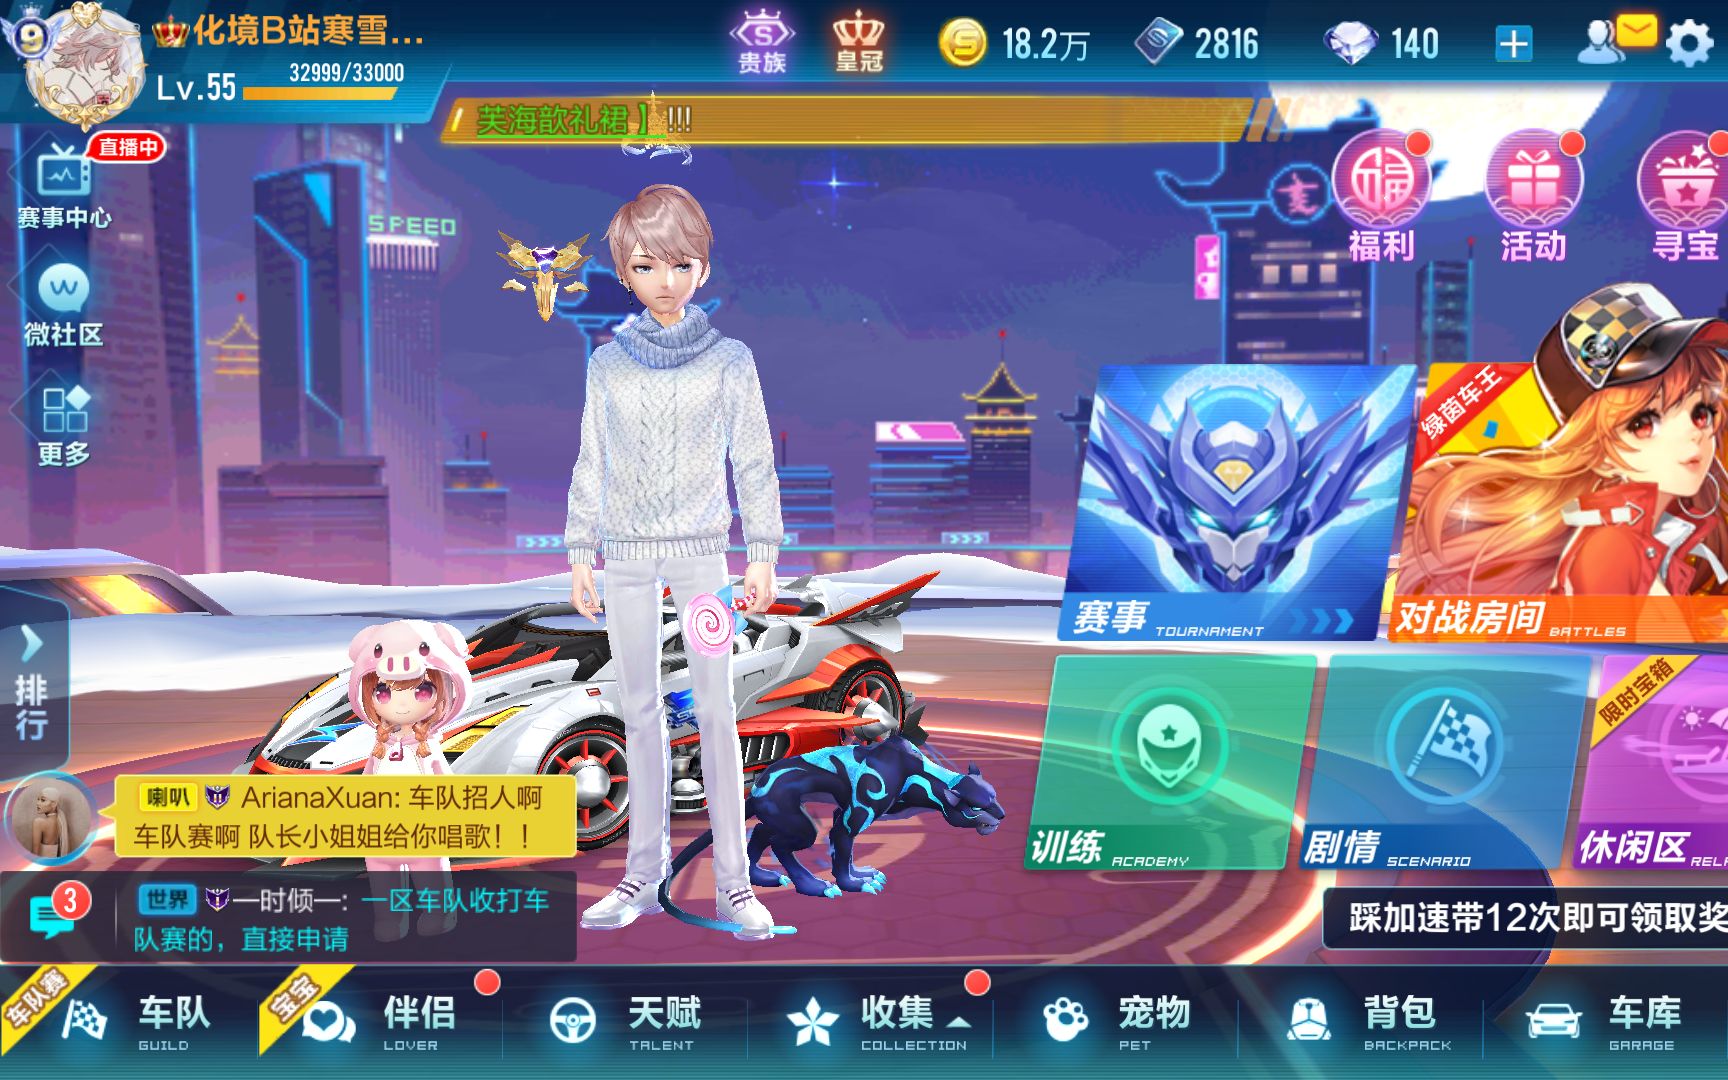 9
化境B站寒雪...
Lv.55
32999/33000
S
贵族
皇冠
18.2万
2816
140
芙海歆礼裙 】!!!
直播中
赛事中心
SPEED
微社区
更多
福
福利
活动
寻宝
绿茵车王
赛事 TOURNAMENT
对战房间 BATTLES
排行
限时宝箱
训练 ACADEMY
剧情 SCENARIO
休闲区
喇叭 ArianaXuan: 车队招人啊
车队赛啊 队长小姐姐给你唱歌！！
3
世界 一时倾一: 一区车队收打车
队赛的，直接申请
踩加速带12次即可领取奖
车队赛
车队
GUILD
宝宝
伴侣
LOVER
天赋
TALENT
收集
COLLECTION
宠物
PET
背包
BACKPACK
车库
GARAGE